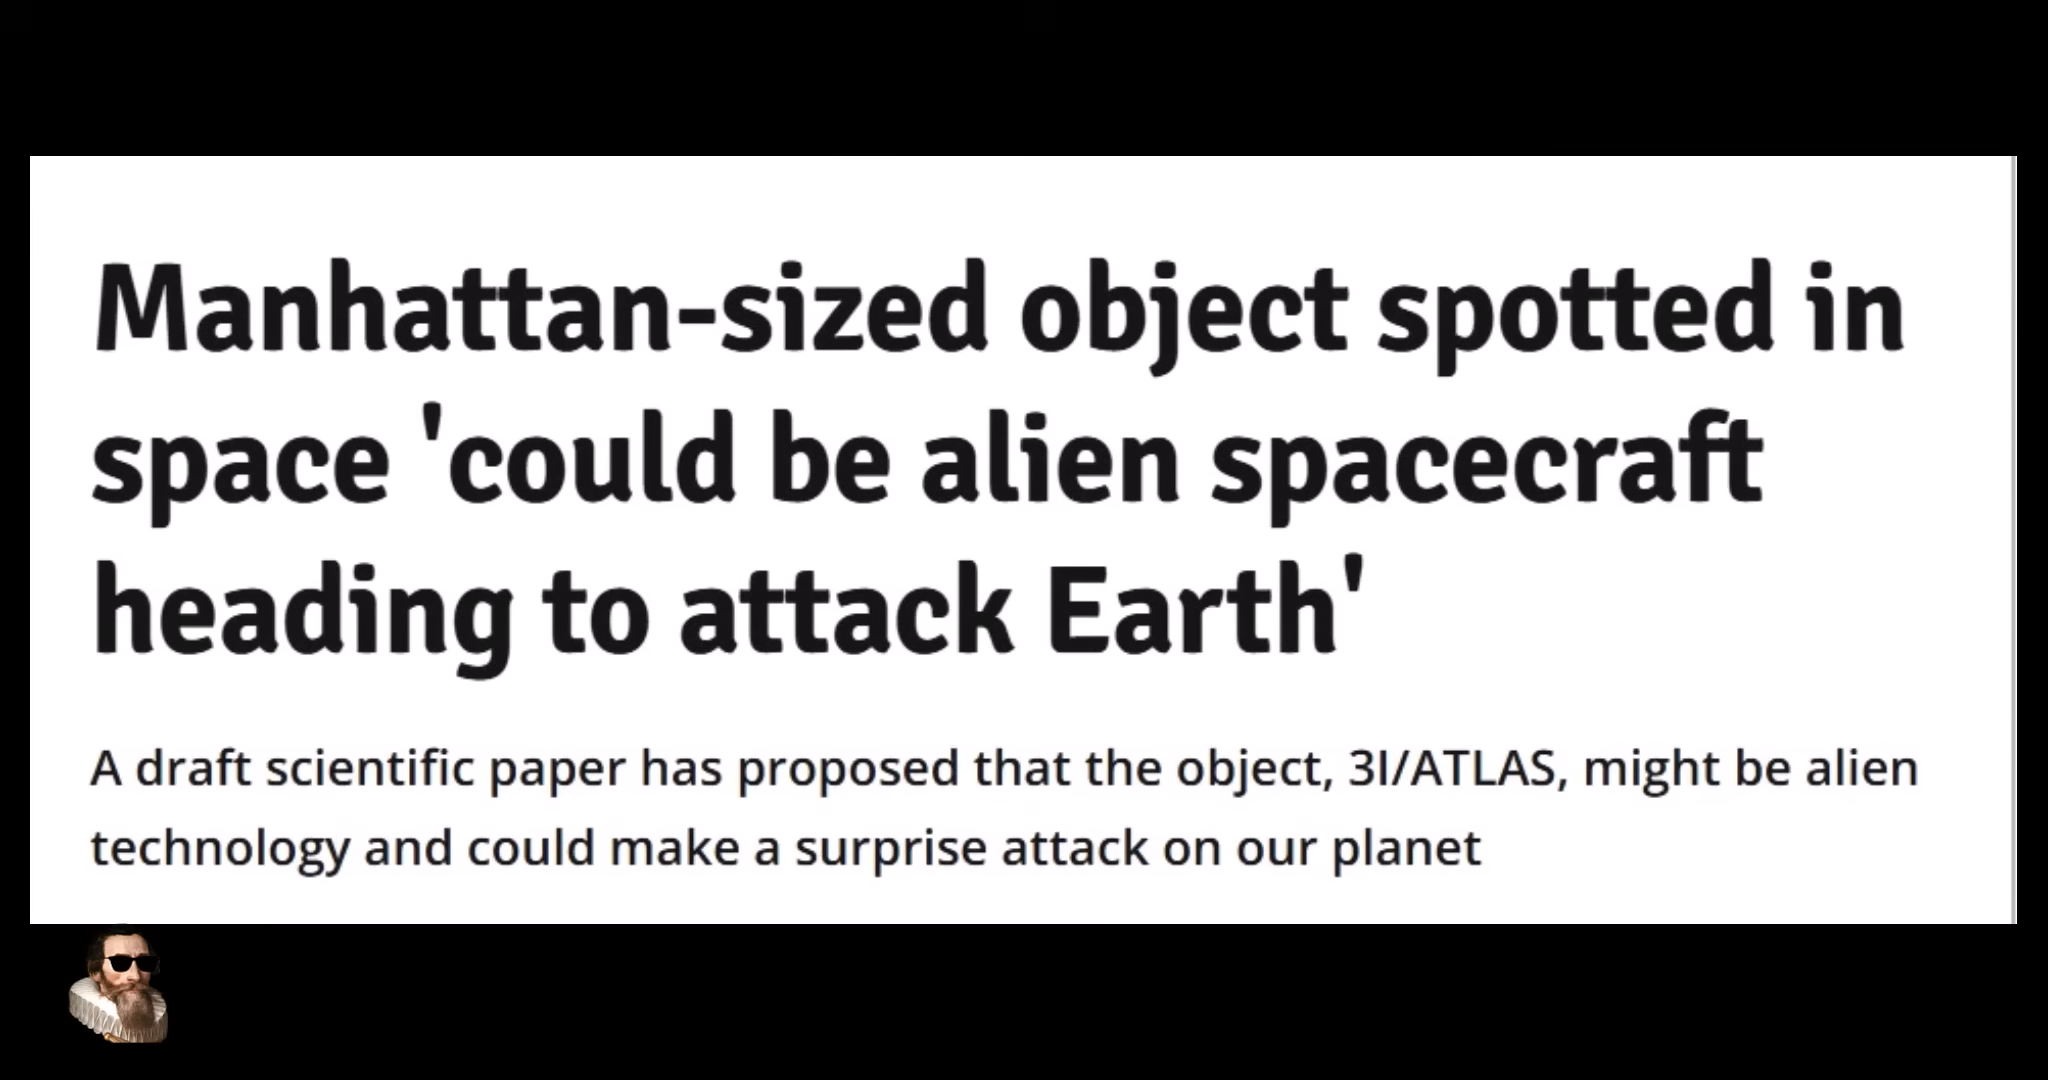 Manhattan-sized object spotted in
space 'could be alien spacecraft
heading to attack Earth'
A draft scientific paper has proposed that the object, 3I/ATLAS, might be alien
technology and could make a surprise attack on our planet